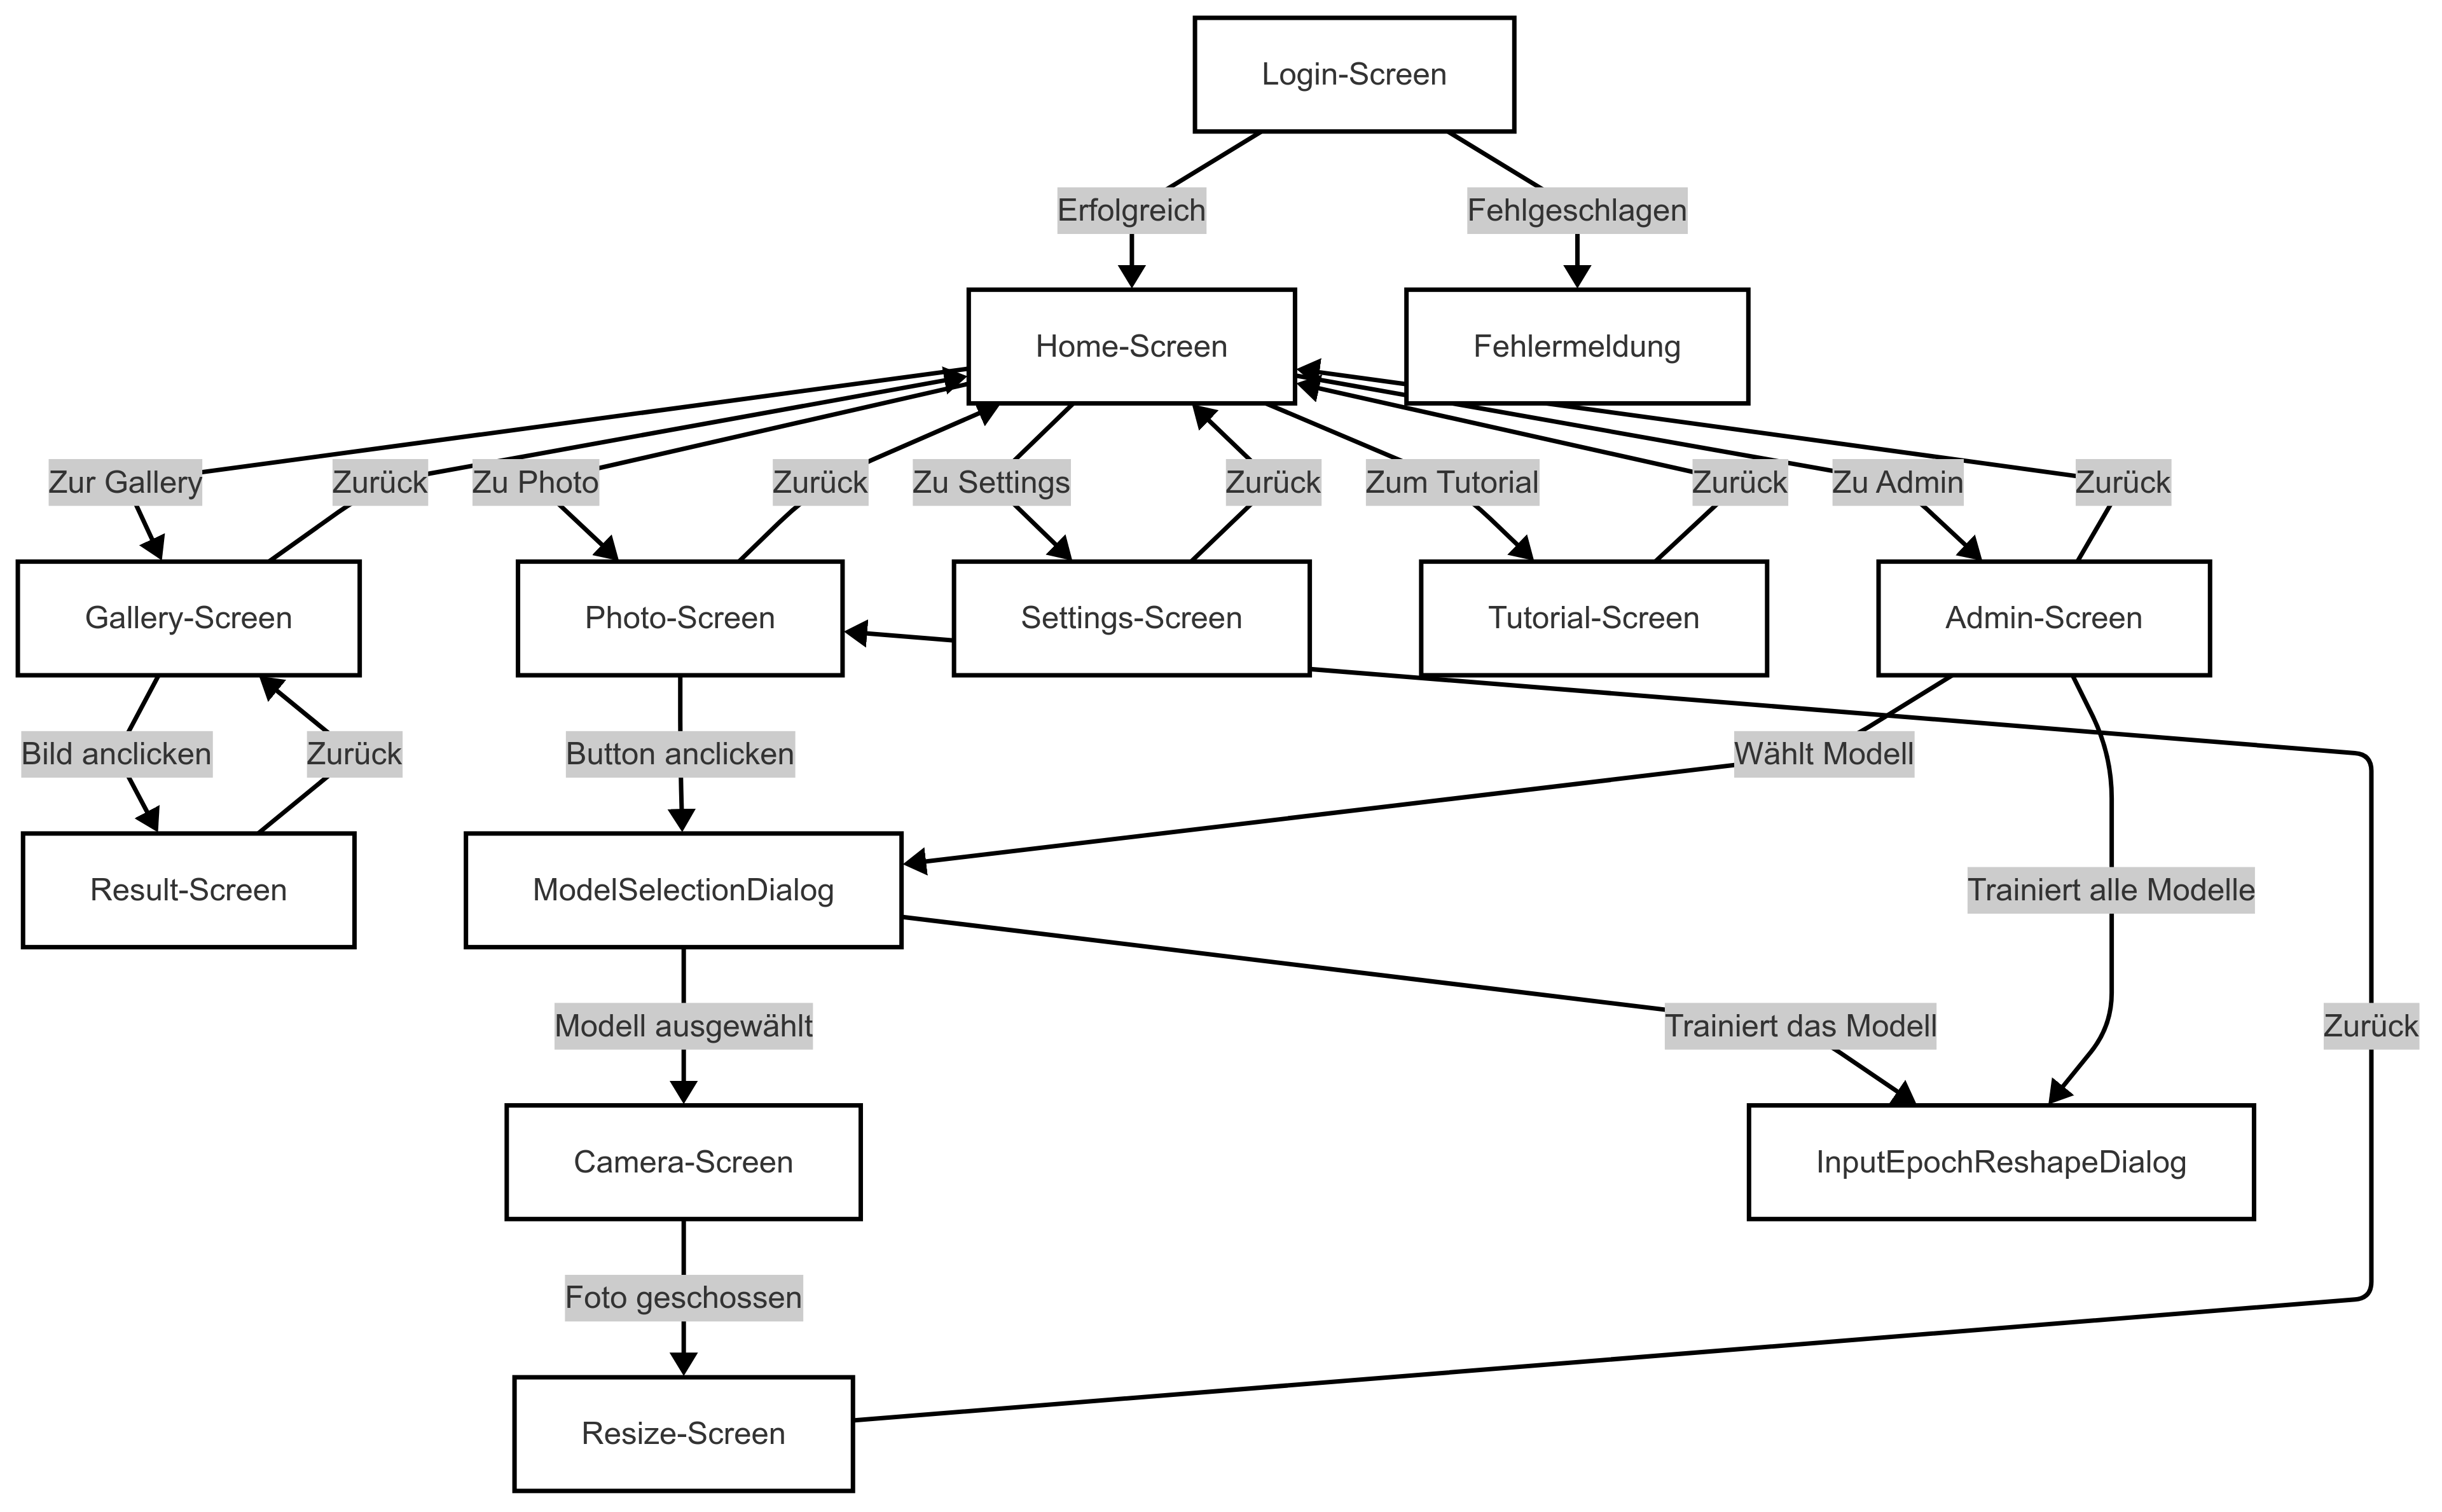 Login-Screen
Erfolgreich
Fehlgeschlagen
Home-Screen
Fehlermeldung
Zur Gallery
Zurück
Zu Photo
Zurück
Zu Settings
Zurück
Zum Tutorial
Zurück
Zu Admin
Zurück
Gallery-Screen
Photo-Screen
Settings-Screen
Tutorial-Screen
Admin-Screen
Bild anclicken
Zurück
Button anclicken
Wählt Modell
Result-Screen
ModelSelectionDialog
Trainiert alle Modelle
Modell ausgewählt
Trainiert das Modell
Zurück
Camera-Screen
InputEpochReshapeDialog
Foto geschossen
Resize-Screen